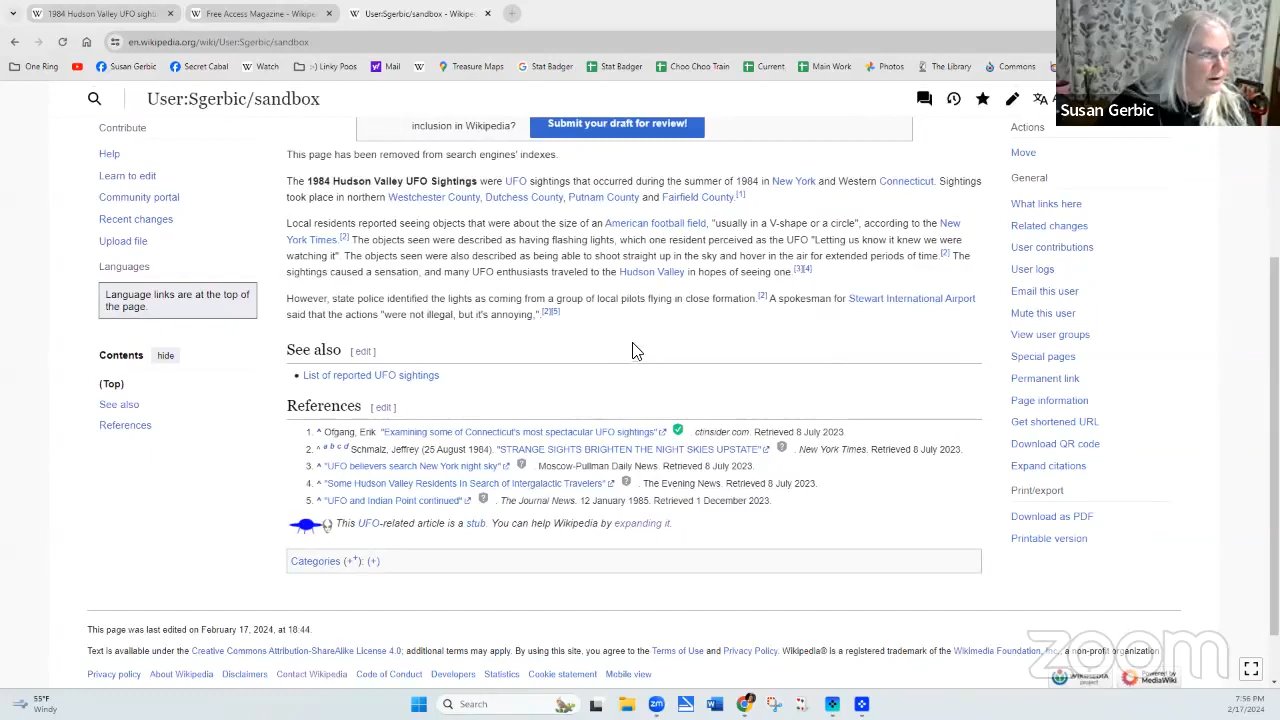 1984 Hudson Valley UFO sighti
Free Access Magazine - Wikipe
UserSgerbic/sandbox - Wikipe
en.wikipedia.org/wiki/User:Sgerbic/sandbox
One Ring
Susan Gerbic
Secret Cabal
Watch
:-) Linky Pool
Mail
Treasure Maps
Stat Badger
Stat Badger
Choo Choo Train
Current
Main Work
Photos
The Library
Commons
User:Sgerbic/sandbox
Susan Gerbic
Contribute
Help
Learn to edit
Community portal
Recent changes
Upload file
Languages
Language links are at the top of
the page.
Contents hide
(Top)
See also
References
inclusion in Wikipedia?
Submit your draft for review!
This page has been removed from search engines' indexes.
The 1984 Hudson Valley UFO Sightings were UFO sightings that occurred during the summer of 1984 in New York and Western Connecticut. Sightings
took place in northern Westchester County, Dutchess County, Putnam County and Fairfield County.[1]
Local residents reported seeing objects that were about the size of an American football field, "usually in a V-shape or a circle", according to the New
York Times.[2] The objects seen were described as having flashing lights, which one resident perceived as the UFO "Letting us know it knew we were
watching it". The objects seen were also described as being able to shoot straight up in the sky and hover in the air for extended periods of time.[2] The
sightings caused a sensation, and many UFO enthusiasts traveled to the Hudson Valley in hopes of seeing one.[3][4]
However, state police identified the lights as coming from a group of local pilots flying in close formation.[2] A spokesman for Stewart International Airport
said that the actions "were not illegal, but it's annoying,".[2][5]
See also [ edit ]
• List of reported UFO sightings
References [ edit ]
1. ^ Ofgang, Erik. "Examining some of Connecticut's most spectacular UFO sightings". ctinsider.com. Retrieved 8 July 2023.
2. ^ a b c d Schmalz, Jeffrey (25 August 1984). "STRANGE SIGHTS BRIGHTEN THE NIGHT SKIES UPSTATE". New York Times. Retrieved 8 July 2023.
3. ^ "UFO believers search New York night sky". Moscow-Pullman Daily News. Retrieved 8 July 2023.
4. ^ "Some Hudson Valley Residents In Search of Intergalactic Travelers". The Evening News. Retrieved 8 July 2023.
5. ^ "UFO and Indian Point continued". The Journal News. 12 January 1985. Retrieved 1 December 2023.
This UFO-related article is a stub. You can help Wikipedia by expanding it.
Categories (++): (+)
Actions
Move
General
What links here
Related changes
User contributions
User logs
Email this user
Mute this user
View user groups
Special pages
Permanent link
Page information
Get shortened URL
Download QR code
Expand citations
Print/export
Download as PDF
Printable version
This page was last edited on February 17, 2024, at 18:44.
Text is available under the Creative Commons Attribution-ShareAlike License 4.0; additional terms may apply. By using this site, you agree to the Terms of Use and Privacy Policy. Wikipedia® is a registered trademark of the Wikimedia Foundation, Inc., a non-profit organization.
Privacy policy
About Wikipedia
Disclaimers
Contact Wikipedia
Code of Conduct
Developers
Statistics
Cookie statement
Mobile view
WIKIMEDIA
project
Powered by
MediaWiki
zoom
55°F
Windy
Search
7:56 PM
2/17/2024